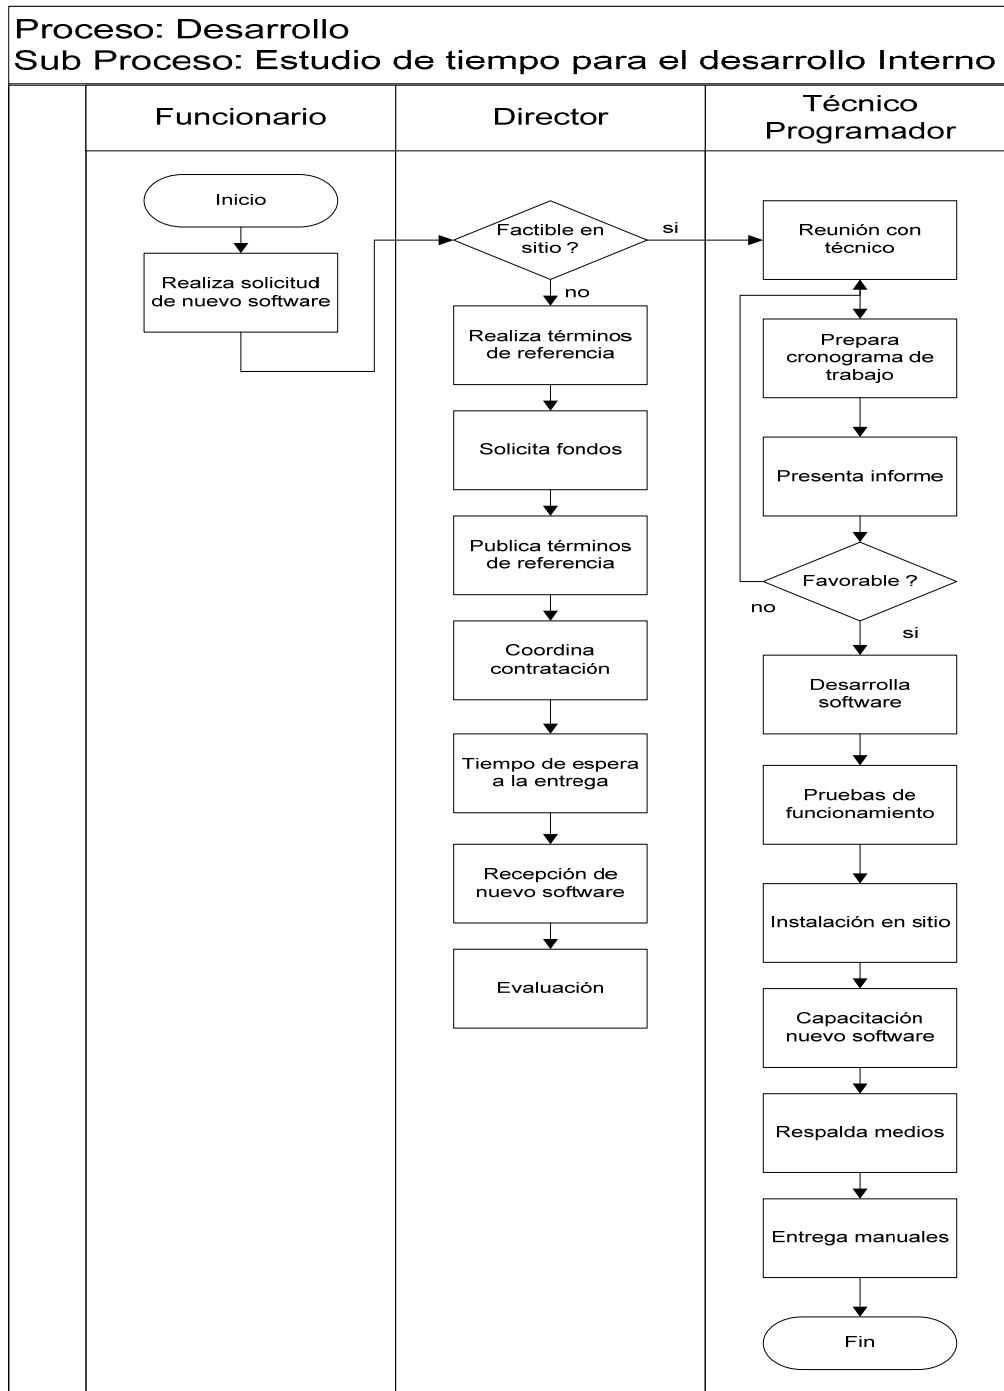 Proceso: Desarrollo
Sub Proceso: Estudio de tiempo para el desarrollo Interno
Funcionario
Director
Técnico
Programador
Inicio
Realiza solicitud
de nuevo software
Factible en
sitio ?
si
no
Realiza términos
de referencia
Solicita fondos
Publica términos
de referencia
Coordina
contratación
Tiempo de espera
a la entrega
Recepción de
nuevo software
Evaluación
Reunión con
técnico
Prepara
cronograma de
trabajo
Presenta informe
Favorable ?
no
si
Desarrolla
software
Pruebas de
funcionamiento
Instalación en sitio
Capacitación
nuevo software
Respalda medios
Entrega manuales
Fin